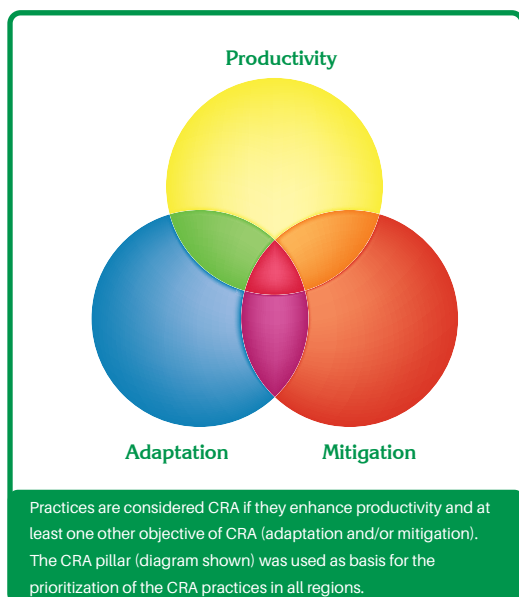 Productivity
Adaptation
Mitigation
Practices are considered CRA if they enhance productivity and at
least one other objective of CRA (adaptation and/or mitigation).
The CRA pillar (diagram shown) was used as basis for the
prioritization of the CRA practices in all regions.